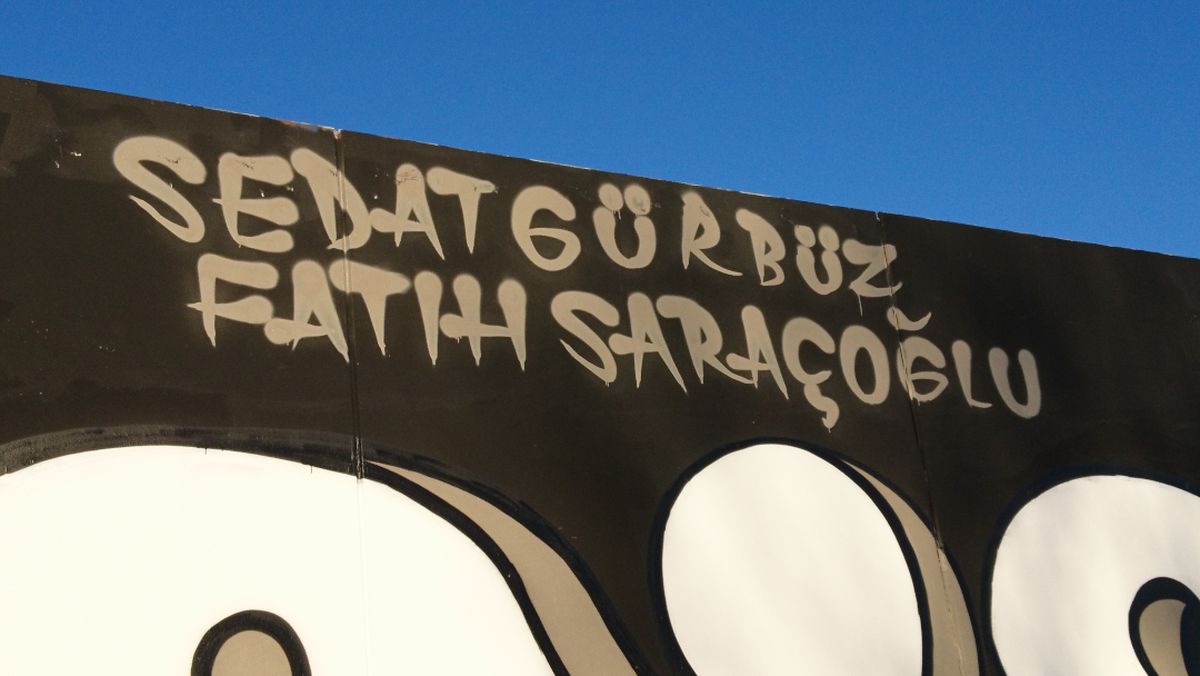 SEDAT GÜRBÜZ
FATIH SARAÇOĞLU